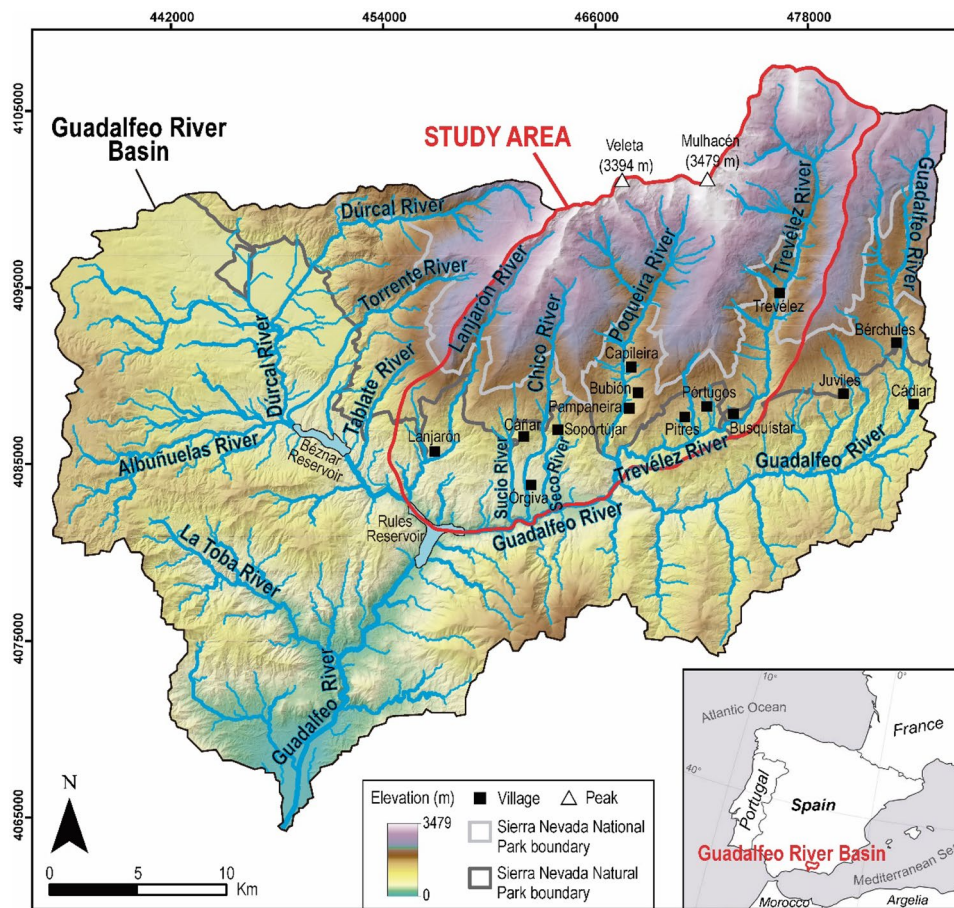 442000
454000
466000
478000
4105000
4095000
4085000
4075000
4065000
Guadalfeo River
Basin
STUDY AREA
Veleta
(3394 m)
Mulhacén
(3479 m)
Dúrcal River
Torrente River
Lanjarón River
Poqueira River
Trevélez River
Guadalfeo River
Chico River
Trevélez
Dúrcal River
Táblate River
Capileira
Bérchules
Bubión
Pampaneira
Pórtugos
Juviles
Cádiar
Cáñar
Soportújar
Pitres
Busquístar
Lanjarón
Albuñuelas River
Béznar
Reservoir
Sucio River
Seco River
Órgiva
Trevélez River
Guadalfeo River
Rules
Reservoir
Guadalfeo River
La Toba River
Guadalfeo River
N
0 5 10
Km
Elevation (m)
3479
0
Village
Peak
Sierra Nevada National
Park boundary
Sierra Nevada Natural
Park boundary
10°
0°
40°
Atlantic Ocean
France
Portugal
Spain
Guadalfeo River Basin
Mediterranean Sea
Morocco
Argelia